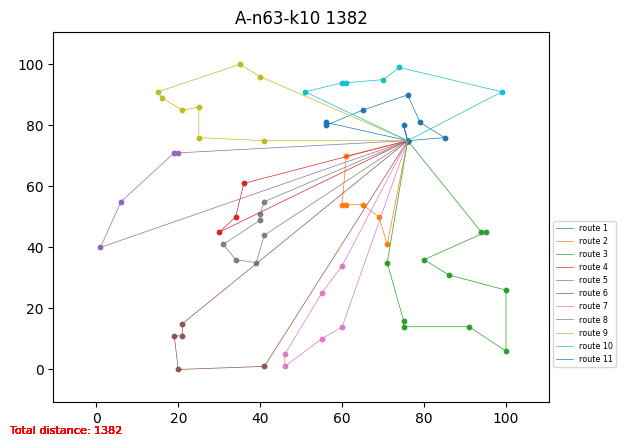 A-n63-k10 1382
100
80
60
40
20
0
0
20
40
60
80
100
route 1
route 2
route 3
route 4
route 5
route 6
route 7
route 8
route 9
route 10
route 11
Total distance: 1382